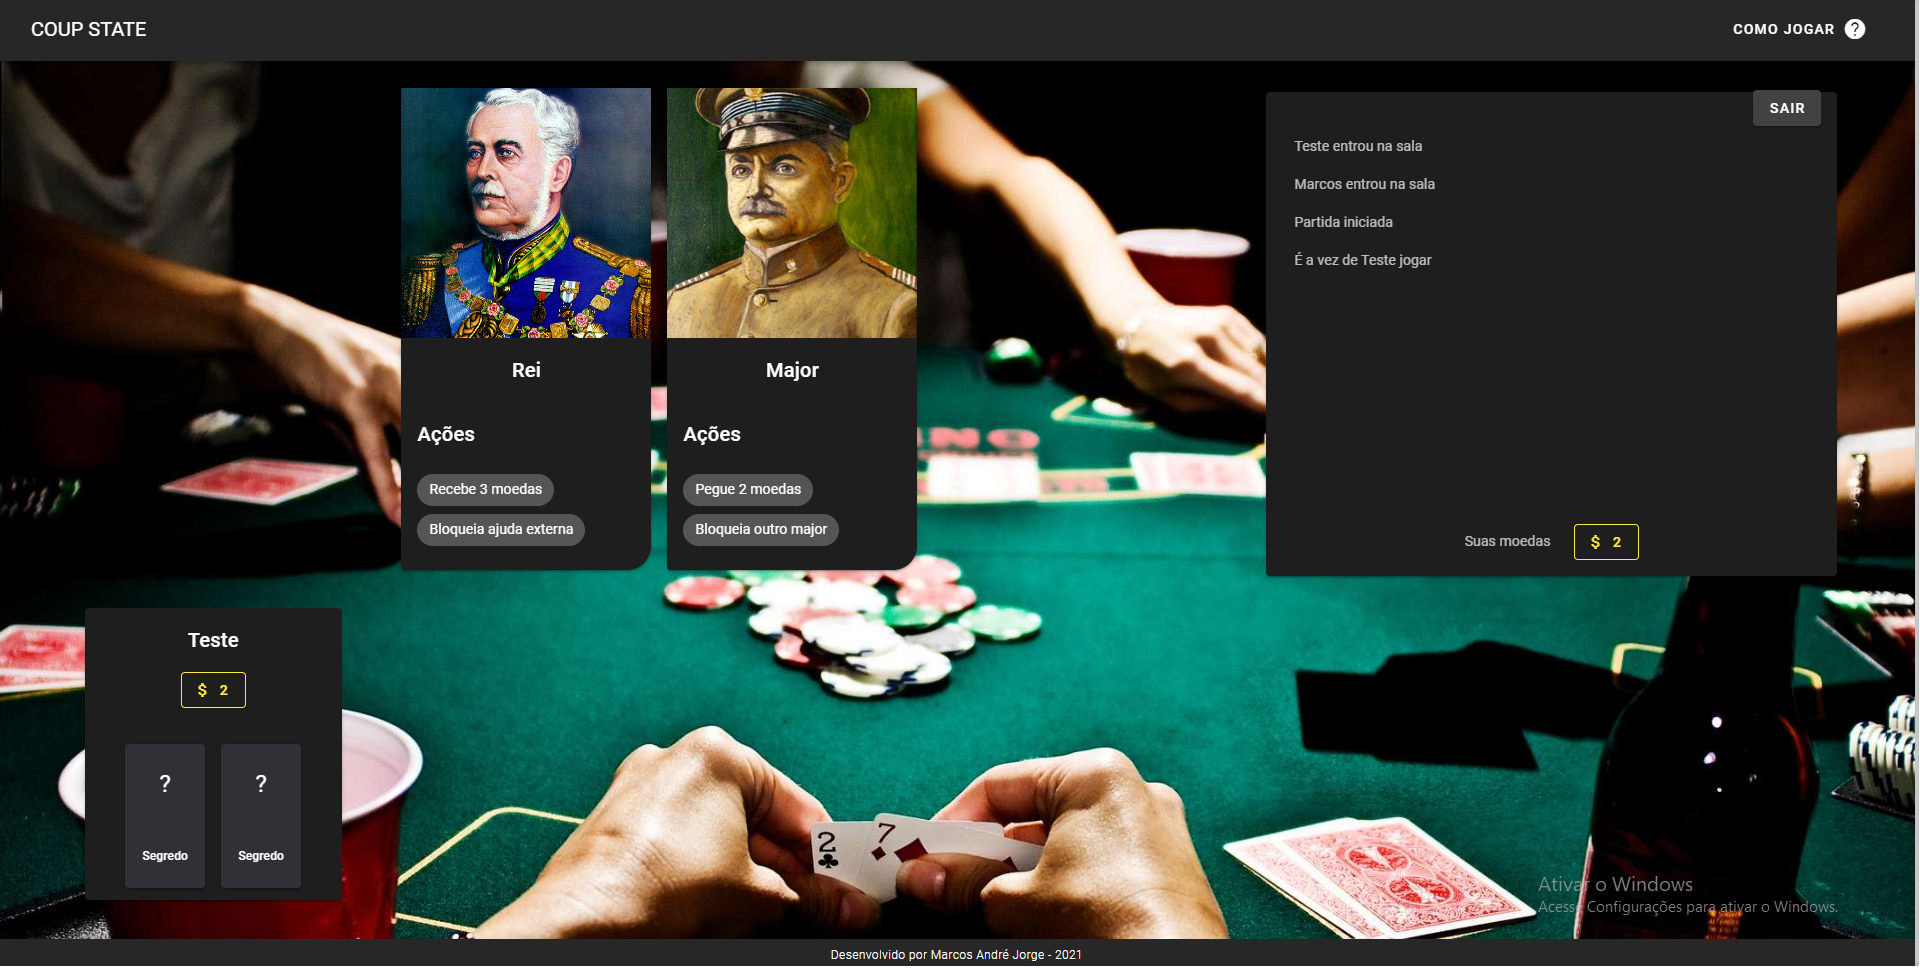 COUP STATE
COMO JOGAR ?
SAIR
Teste entrou na sala
Marcos entrou na sala
Partida iniciada
É a vez de Teste jogar
Suas moedas
$ 2
Rei
Ações
Recebe 3 moedas
Bloqueia ajuda externa
Major
Ações
Pegue 2 moedas
Bloqueia outro major
Teste
$ 2
?
Segredo
?
Segredo
2
7
Ativar o Windows
Acesse Configurações para ativar o Windows.
Desenvolvido por Marcos André Jorge - 2021